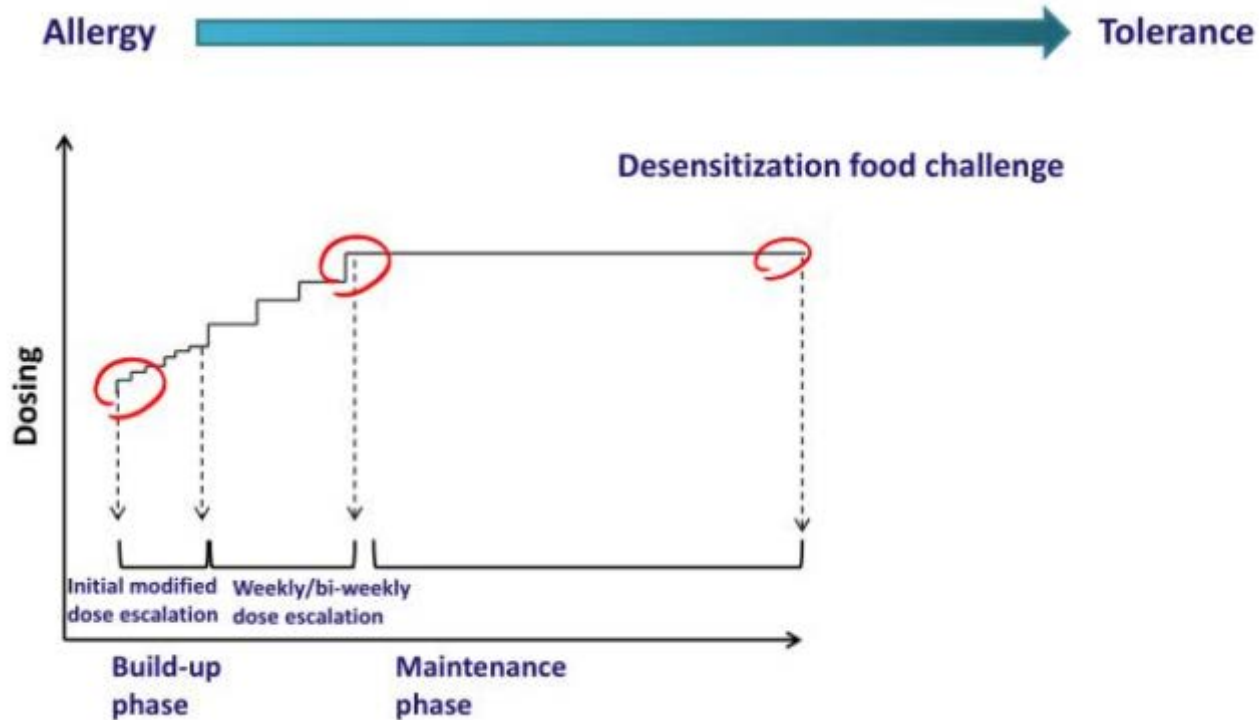 Allergy
Tolerance
Desensitization food challenge
Dosing
Initial modified
dose escalation
Weekly/bi-weekly
dose escalation
Build-up
phase
Maintenance
phase